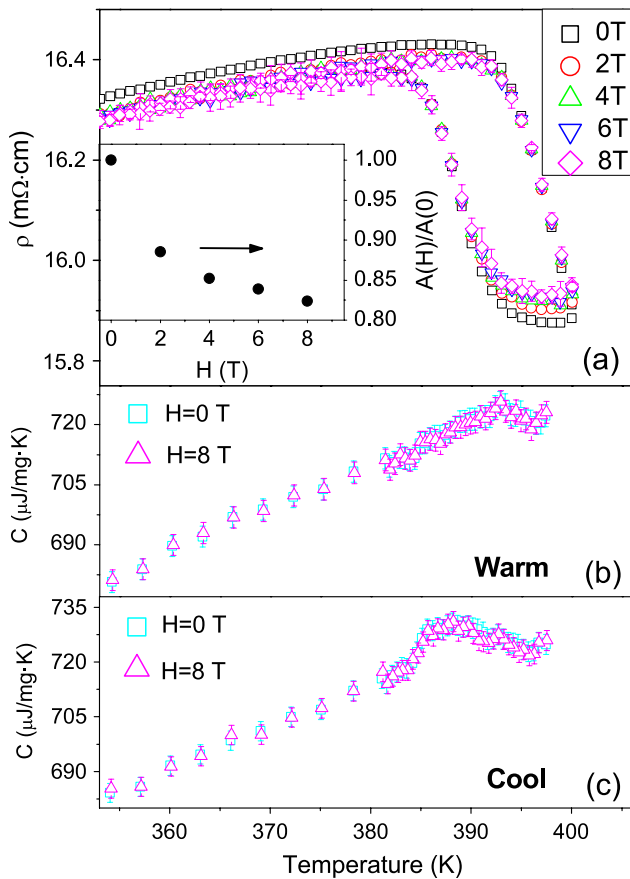 16.4
16.2
16.0
15.8
ρ (mΩ·cm)
0T
2T
4T
6T
8T
1.00
0.95
0.90
0.85
0.80
A(H)/A(0)
0 2 4 6 8
H (T)
(a)
720
705
690
C (μJ/mg·K)
H=0 T
H=8 T
Warm
(b)
735
720
705
690
C (μJ/mg·K)
H=0 T
H=8 T
Cool
(c)
360 370 380 390 400
Temperature (K)